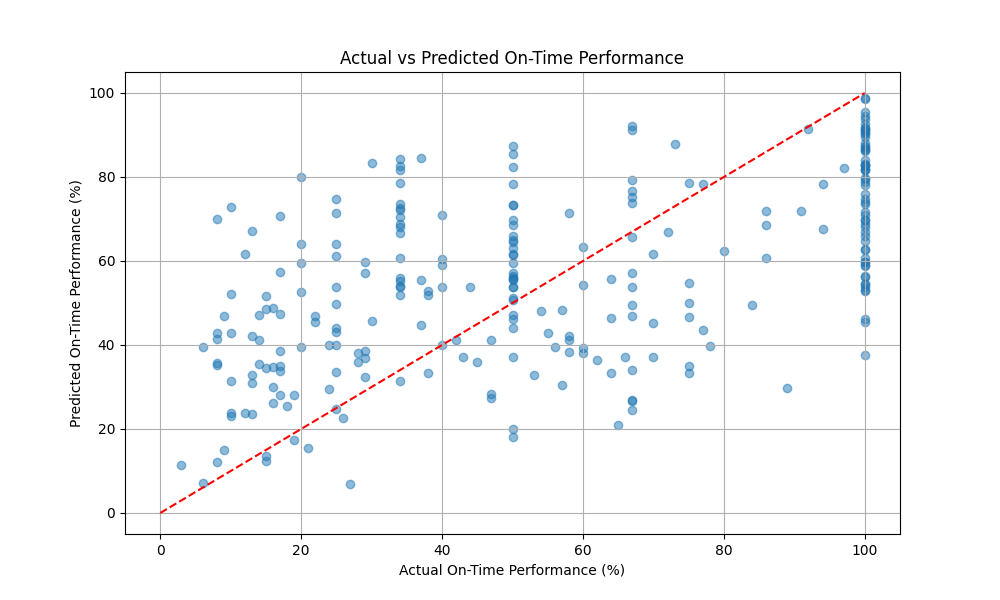 Actual vs Predicted On-Time Performance
100
80
60
40
20
0
Predicted On-Time Performance (%)
0 20 40 60 80 100
Actual On-Time Performance (%)